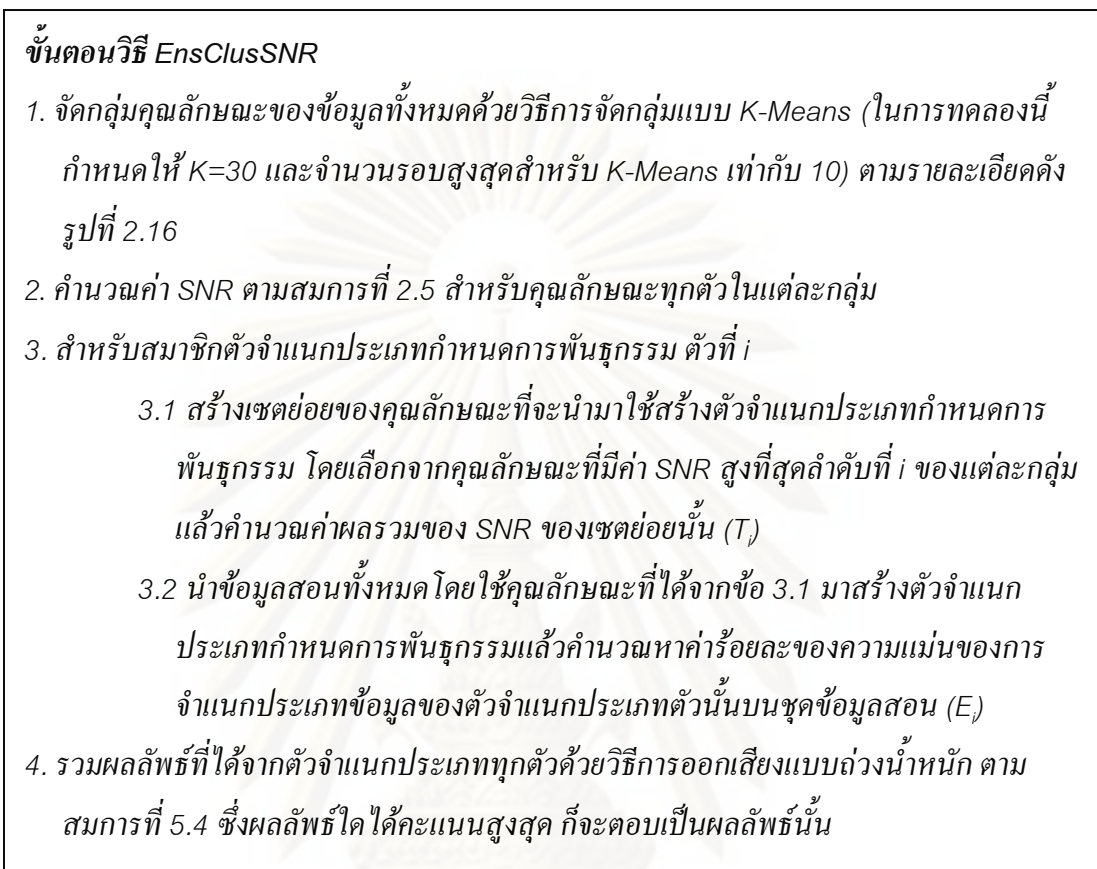 ขั้นตอนวิธี EnsClusSNR
1. จัดกลุ่มคุณลักษณะของข้อมูลทั้งหมดด้วยวิธีการจัดกลุ่มแบบ K-Means (ในการทดลองนี้
กำหนดให้ K=30 และจำนวนรอบสูงสุดสำหรับ K-Means เท่ากับ 10) ตามรายละเอียดดัง
รูปที่ 2.16
2. คำนวณค่า SNR ตามสมการที่ 2.5 สำหรับคุณลักษณะทุกตัวในแต่ละกลุ่ม
3. สำหรับสมาชิกตัวจำแนกประเภทกำหนดการพันธุกรรม ตัวที่ i
3.1 สร้างเซตย่อยของคุณลักษณะที่จะนำมาใช้สร้างตัวจำแนกประเภทกำหนดการ
พันธุกรรม โดยเลือกจากคุณลักษณะที่มีค่า SNR สูงที่สุดลำดับที่ i ของแต่ละกลุ่ม
แล้วคำนวณค่าผลรวมของ SNR ของเซตย่อยนั้น (Tᵢ)
3.2 นำข้อมูลสอนทั้งหมดโดยใช้คุณลักษณะที่ได้จากข้อ 3.1 มาสร้างตัวจำแนก
ประเภทกำหนดการพันธุกรรมแล้วคำนวณหาค่าร้อยละของความแม่นของการ
จำแนกประเภทข้อมูลของตัวจำแนกประเภทตัวนั้นบนชุดข้อมูลสอน (Eᵢ)
4. รวมผลลัพธ์ที่ได้จากตัวจำแนกประเภททุกตัวด้วยวิธีการออกเสียงแบบถ่วงน้ำหนัก ตาม
สมการที่ 5.4 ซึ่งผลลัพธ์ใดได้คะแนนสูงสุด ก็จะตอบเป็นผลลัพธ์นั้น